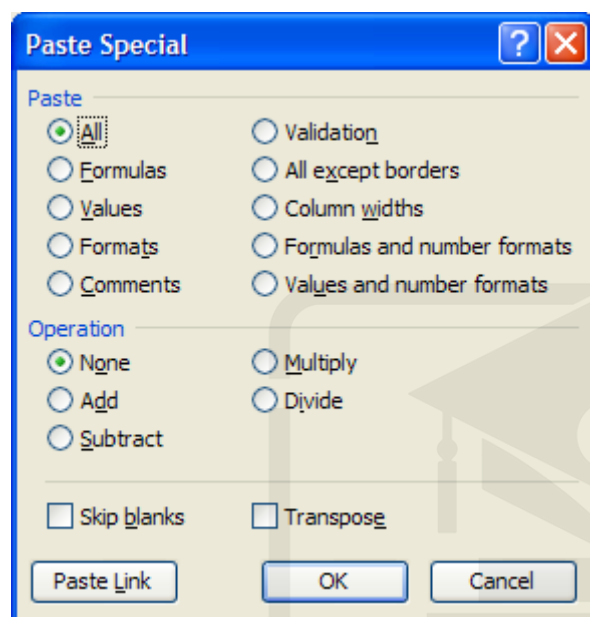 Paste Special
Paste
All Validation
Formulas All except borders
Values Column widths
Formats Formulas and number formats
Comments Values and number formats
Operation
None Multiply
Add Divide
Subtract
Skip blanks Transpose
Paste Link OK Cancel